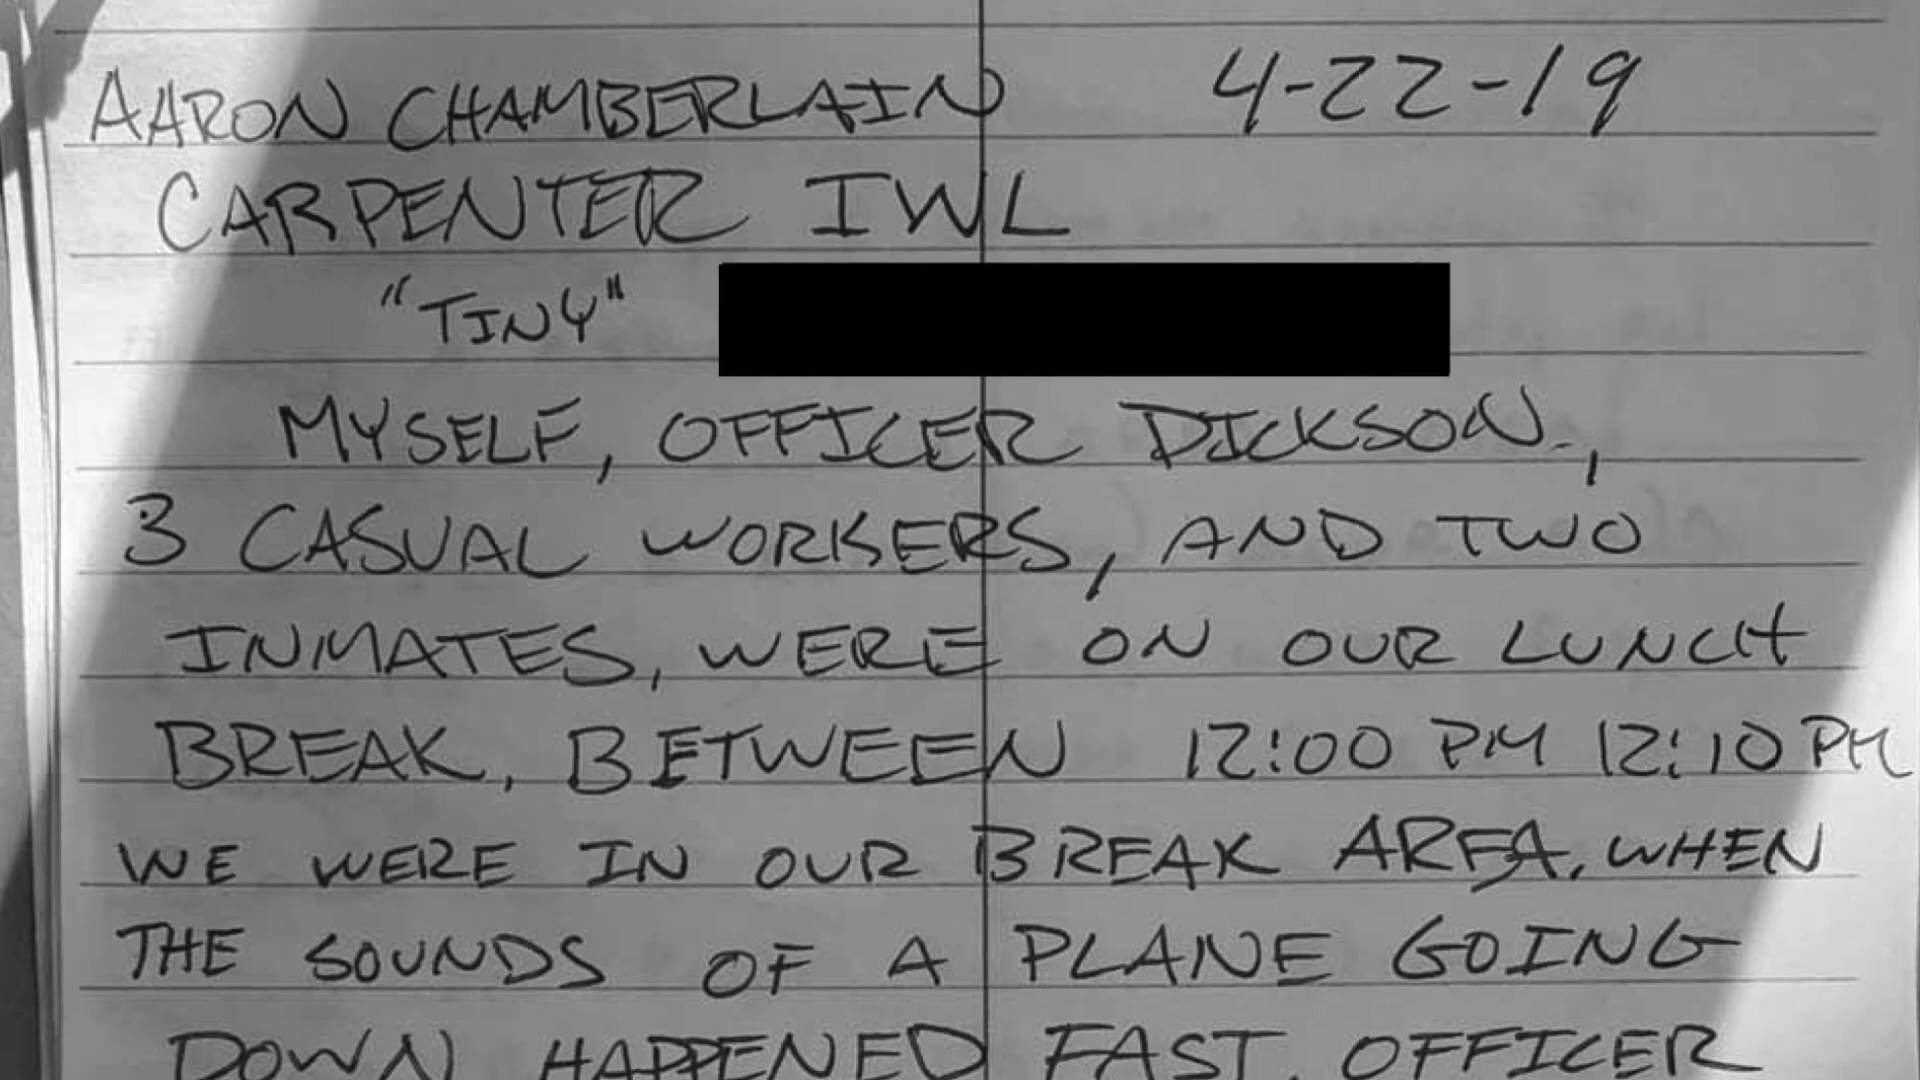 AARON CHAMBERLAIN 4-22-19
CARPENTER IWL
"TINY"
MYSELF, OFFICER DICKSON,
3 CASUAL WORKERS, AND TWO
INMATES, WERE ON OUR LUNCH
BREAK, BETWEEN 12:00 PM 12:10 PM
WE WERE IN OUR BREAK AREA, WHEN
THE SOUNDS OF A PLANE GOING
DOWN HAPPENED FAST. OFFICER